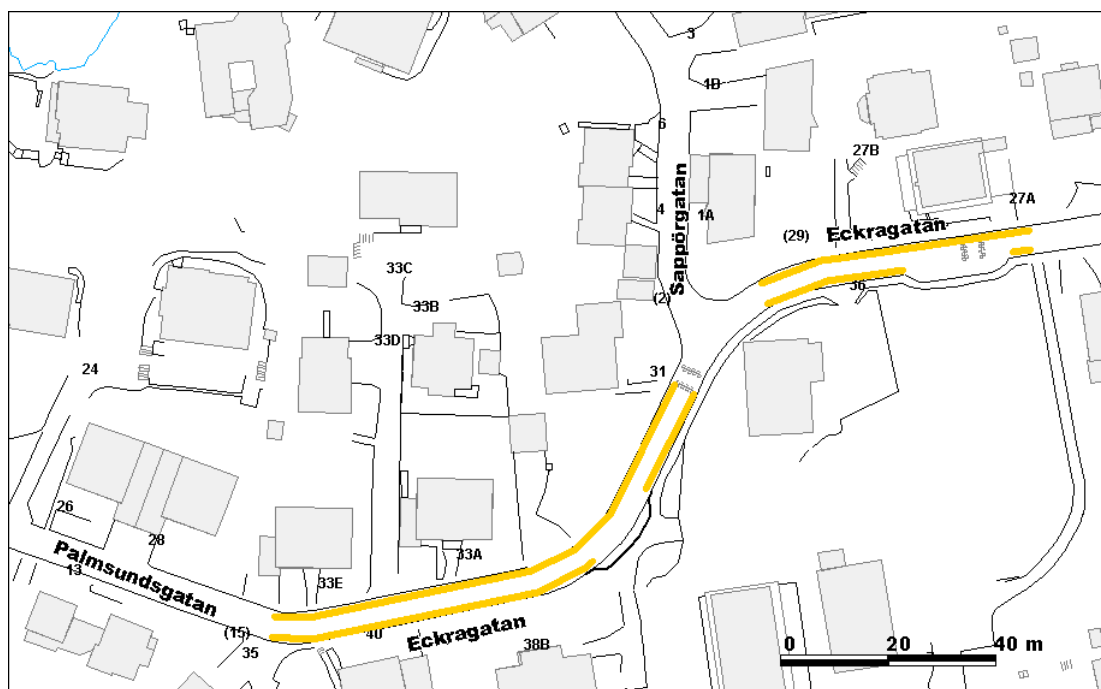 3
1B
6
27B
Sappörgatan
4
1A
27A
(29)
Eckragatan
33C
36
(2)
33B
33D
31
24
26
28
33A
Palmsundsgatan
13
33E
(15)
40
Eckragatan
35
38B
0 20 40 m